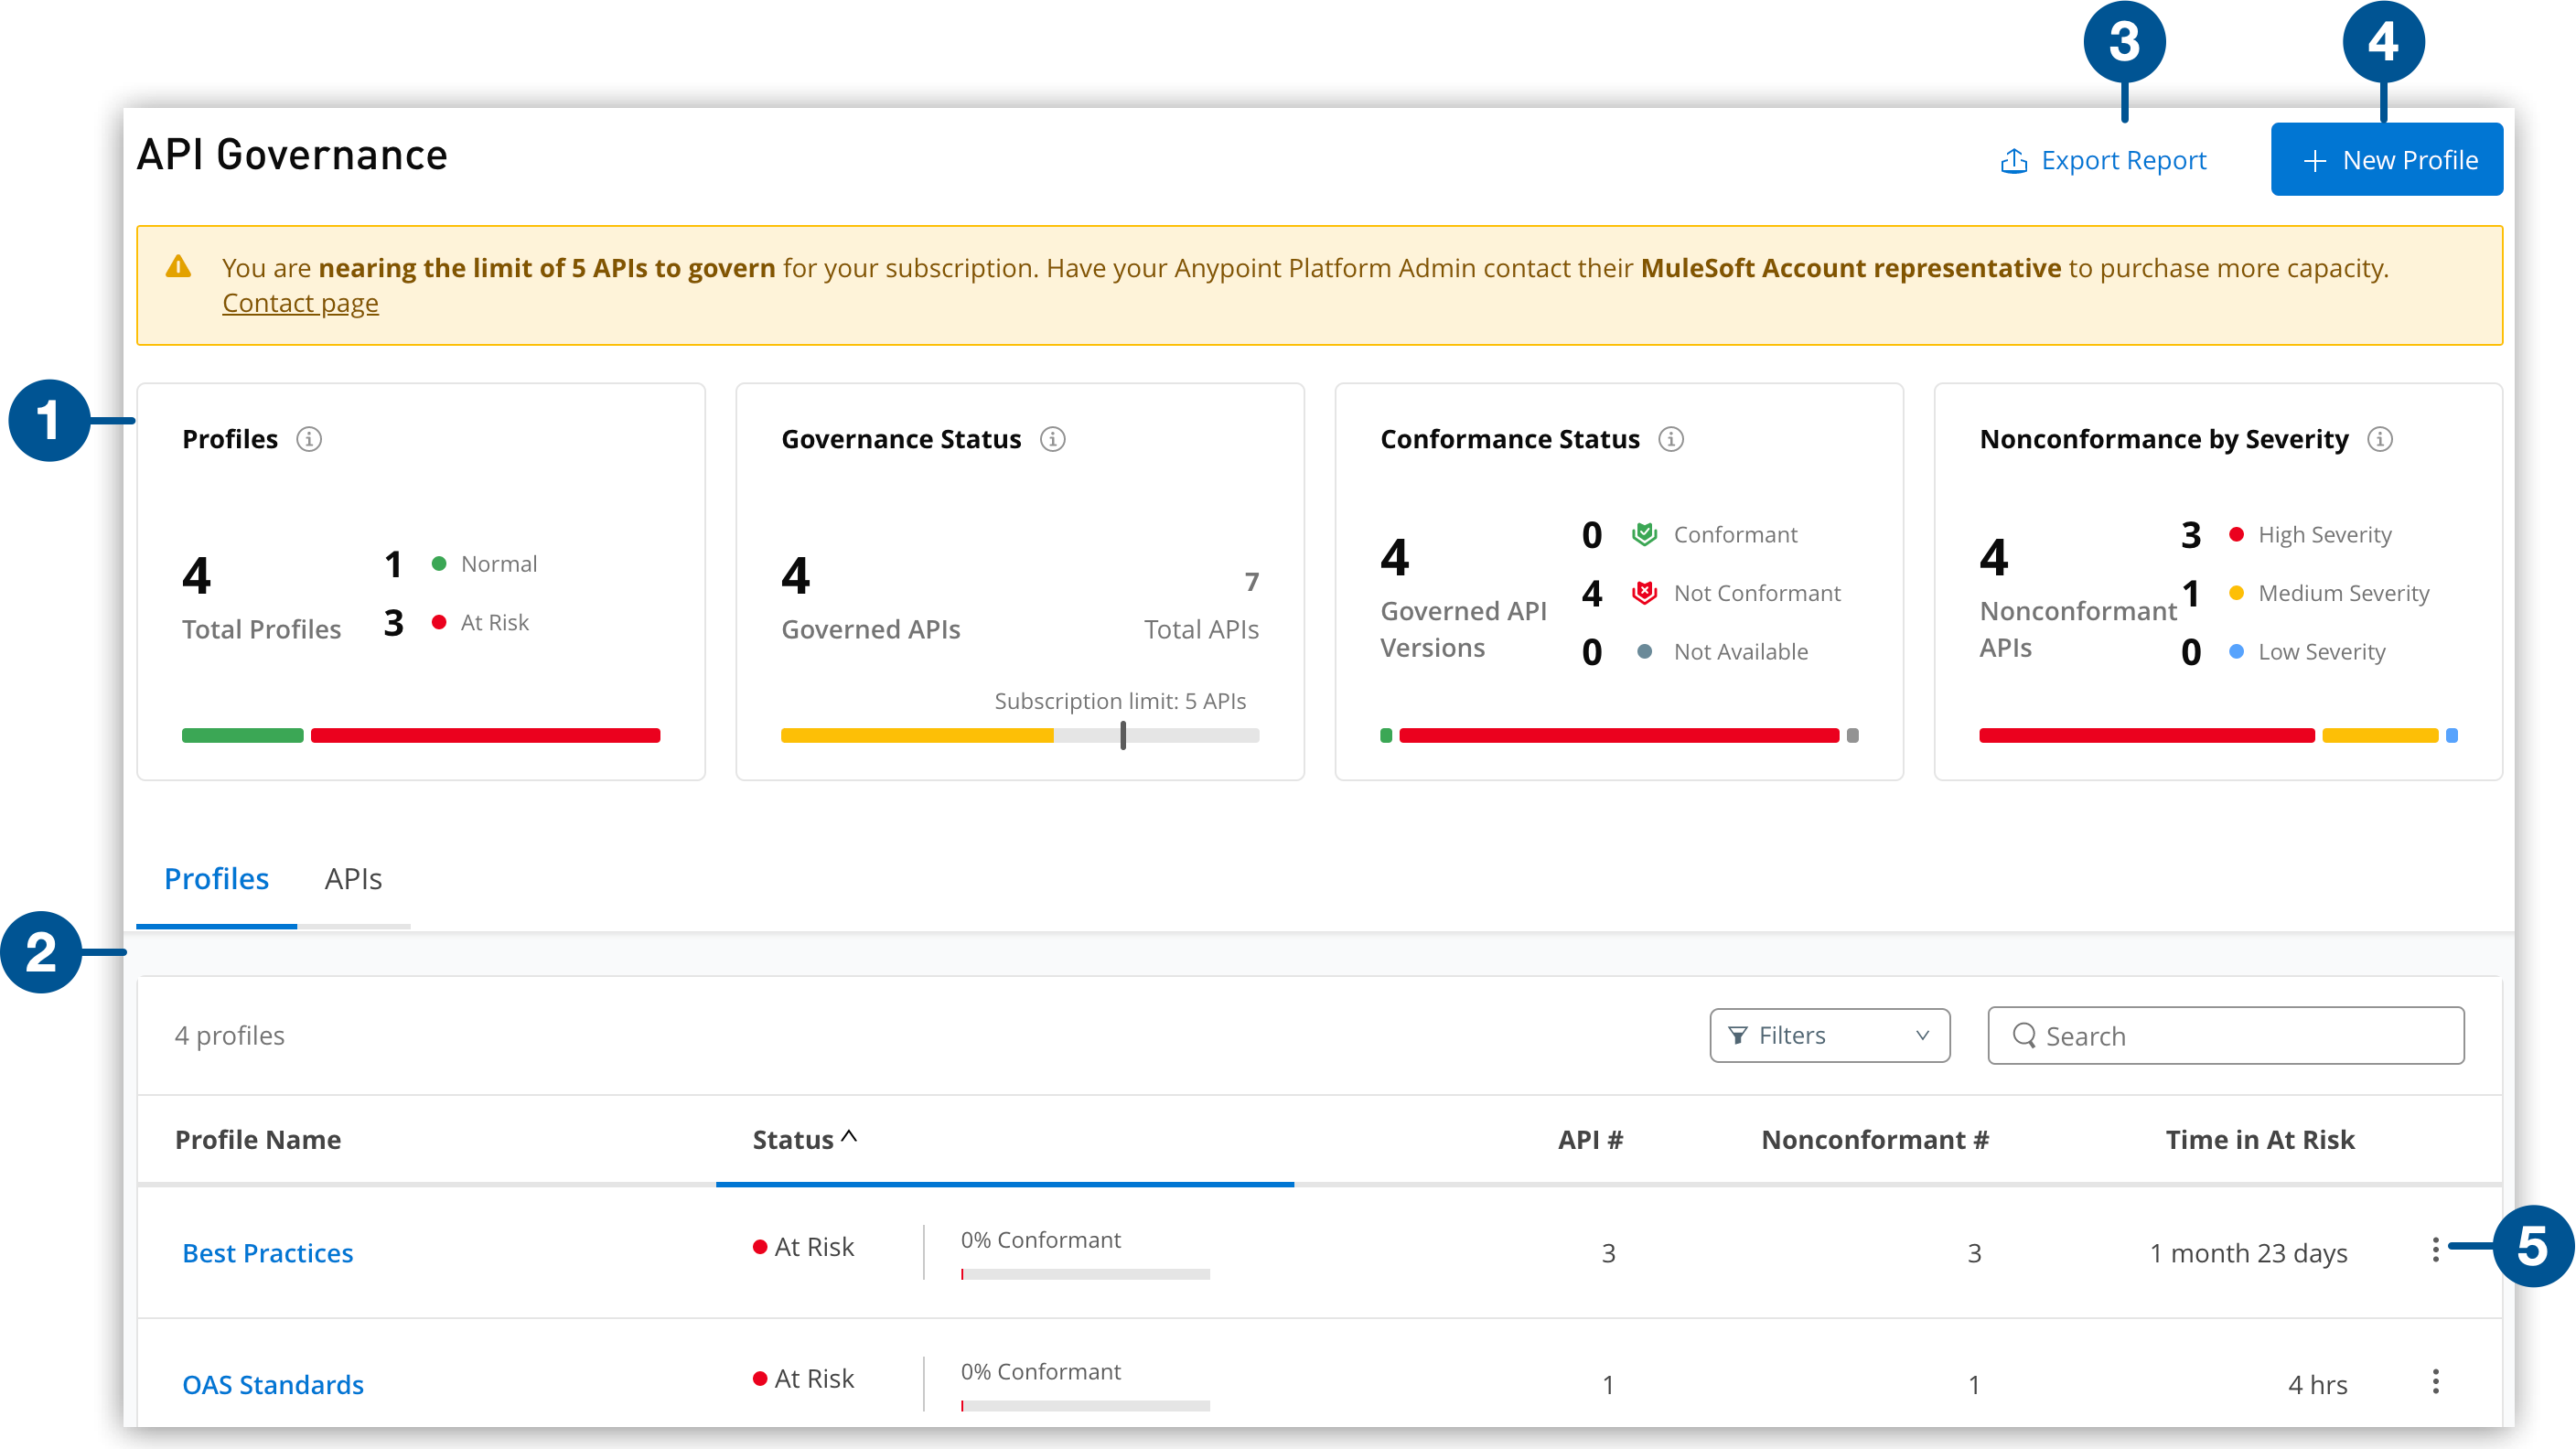 3
4
API Governance
Export Report
New Profile
You are nearing the limit of 5 APIs to govern for your subscription. Have your Anypoint Platform Admin contact their MuleSoft Account representative to purchase more capacity.
Contact page
1
Profiles
4
Total Profiles
1 Normal
3 At Risk
Governance Status
4
Governed APIs
7
Total APIs
Subscription limit: 5 APIs
Conformance Status
4
Governed API
Versions
0 Conformant
4 Not Conformant
0 Not Available
Nonconformance by Severity
4
Nonconformant
APIs
3 High Severity
1 Medium Severity
0 Low Severity
Profiles APIs
2
4 profiles
Filters
Search
Profile Name Status API # Nonconformant # Time in At Risk
Best Practices At Risk 0% Conformant 3 3 1 month 23 days
5
OAS Standards At Risk 0% Conformant 1 1 4 hrs